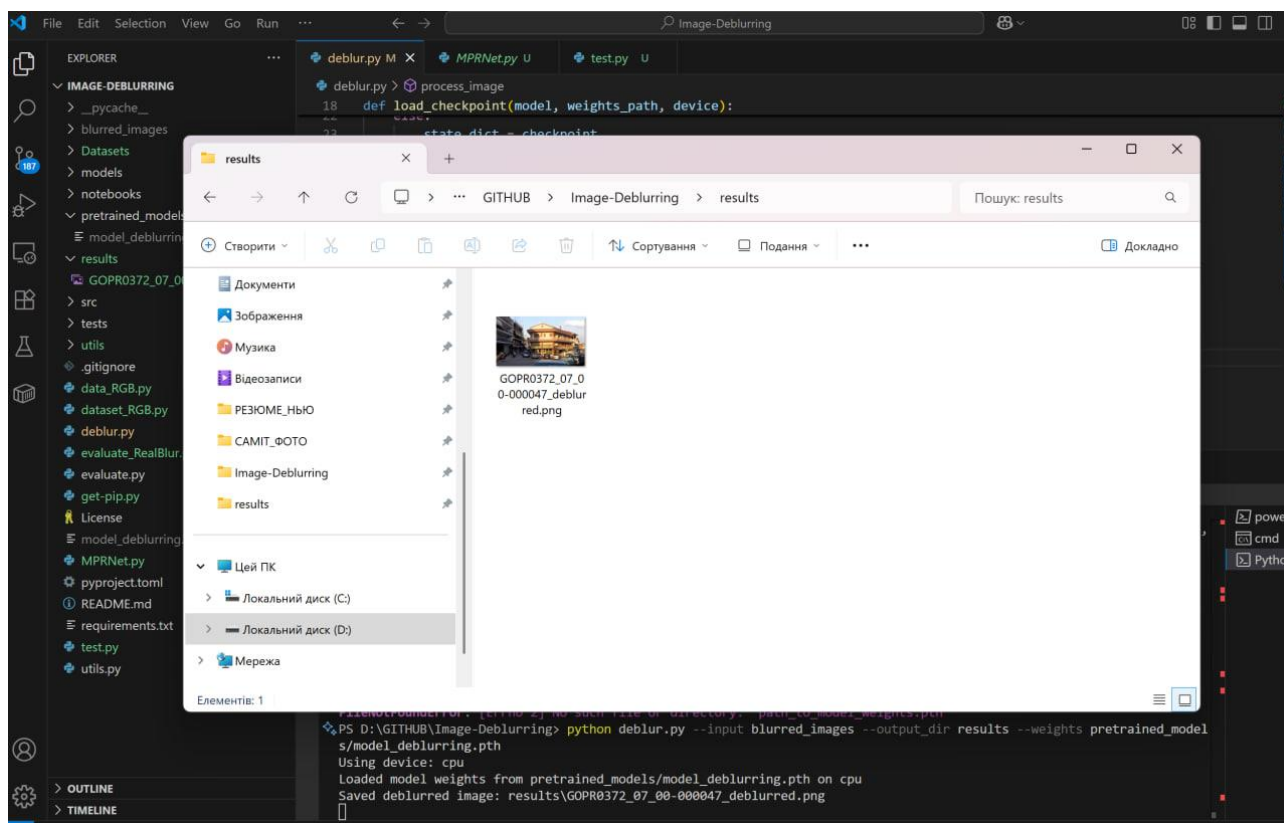 File Edit Selection View Go Run ···
Image-Deblurring
EXPLORER ···
IMAGE-DEBLURRING
__pycache__
blurred_images
Datasets
models
notebooks
results
src
tests
utils
.gitignore
data_RGB.py
dataset_RGB.py
deblur.py
evaluate_RealBlur.
evaluate.py
get-pip.py
License
model_deblurring.
MPRNet.py
pyproject.toml
README.md
requirements.txt
test.py
utils.py
OUTLINE
TIMELINE
187
deblur.py M MPRNet.py U test.py U
deblur.py > process_image
18 def load_checkpoint(model, weights_path, device):
results
··· GITHUB > Image-Deblurring > results
Пошук: results
Створити
Сортування
Подання
···
Докладно
Документи
Зображення
Музика
Відеозаписи
РЕЗЮМЕ_НЬЮ
САМІТ_ФОТО
Image-Deblurring
results
Цей ПК
Локальний диск (C:)
Локальний диск (D:)
Мережа
GOPR0372_07_0
0-000047_deblur
red.png
Елементів: 1
PS D:\GITHUB\Image-Deblurring> python deblur.py --input blurred_images --output_dir results --weights pretrained_model
s/model_deblurring.pth
Using device: cpu
Loaded model weights from pretrained_models/model_deblurring.pth on cpu
Saved deblurred image: results\GOPR0372_07_00-000047_deblurred.png
cmd